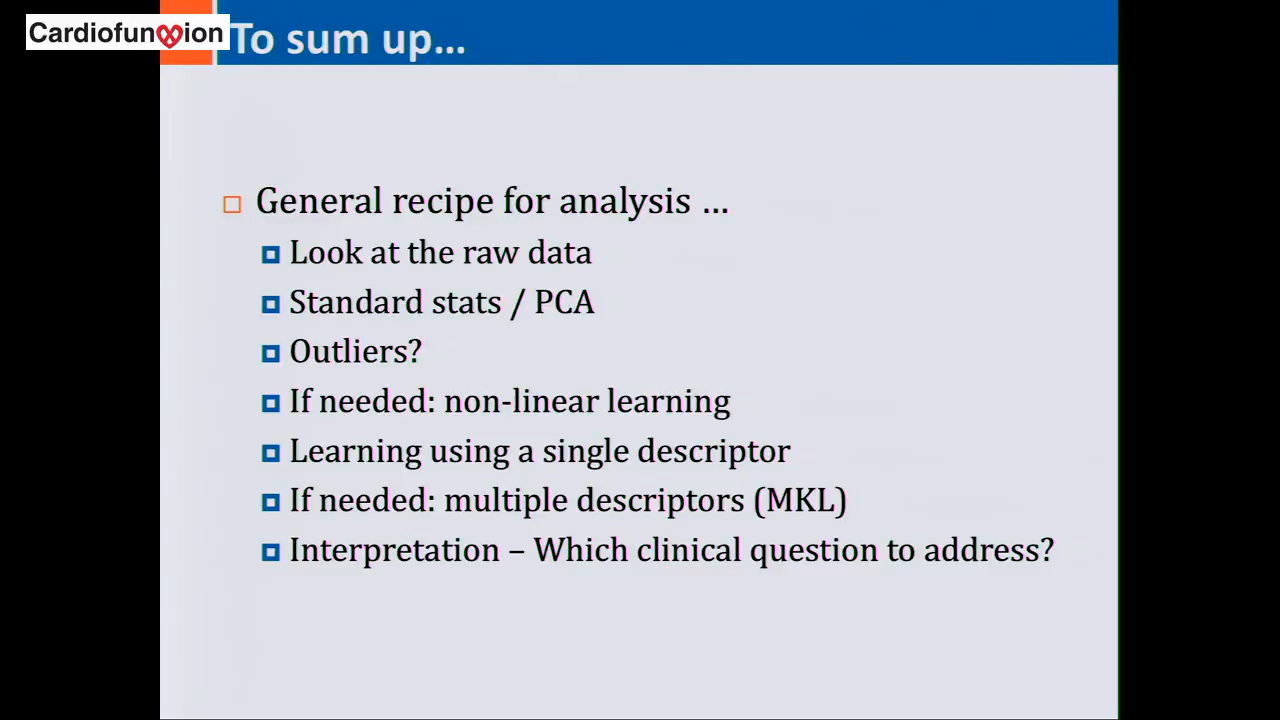 CardiofunXion
To sum up...
General recipe for analysis ...
Look at the raw data
Standard stats / PCA
Outliers?
If needed: non-linear learning
Learning using a single descriptor
If needed: multiple descriptors (MKL)
Interpretation – Which clinical question to address?